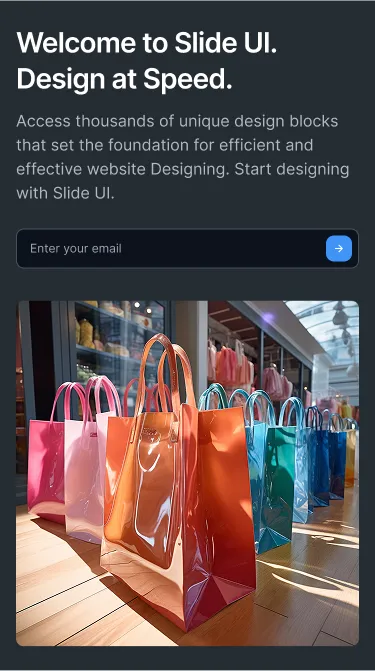 Welcome to Slide UI.
Design at Speed.
Access thousands of unique design blocks
that set the foundation for efficient and
effective website Designing. Start designing
with Slide UI.
Enter your email